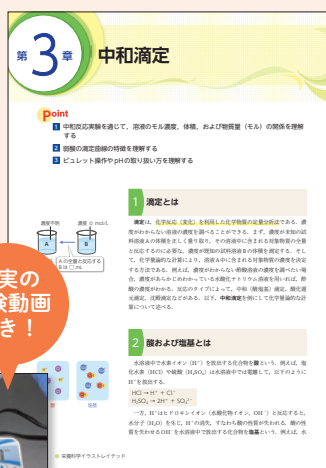 第3章 中和滴定
Point
1 中和反応実験を通じて、溶液のモル濃度、体積、および物質量（モル）の関係を理解
する
2 弱酸の滴定曲線の特徴を理解する
3 ビュレット操作やpHの取り扱い方を理解する
1 滴定とは
滴定は，化学反応（変化）を利用した化学物質の定量分析法である．濃
度がわからない溶液の濃度を調べることができる．まず，濃度が未知の試
料溶液Aの体積を正しく量り取り，その溶液中に含まれる対象物質の全量
と反応するのに必要な，濃度が既知の試料溶液Bの体積を測定する．そし
て，化学量論的な計算により，溶液A中に含まれる対象物質の濃度を決定
する方法である．例えば，濃度がわからない酢酸溶液の濃度を調べたい場
合，濃度があらかじめわかっている水酸化ナトリウム溶液を用いれば，酢
酸の濃度がわかる．反応のタイプによって，中和（酸塩基）滴定，酸化還
元滴定，沈殿滴定などがある．以下，中和滴定を例にして化学量論的な計
算について述べる．
濃度不明
濃度 ☆ mol/L
A
B
Aの全量と反応する
Bは□mL
2 酸および塩基とは
水溶液中で水素イオン（H⁺）を放出する化合物を酸という．例えば，塩
化水素（HCl）や硫酸（H₂SO₄）は水溶液中では電離して，以下のように
H⁺を放出する．
HCl → H⁺ + Cl⁻
H₂SO₄ → 2H⁺ + SO₄²⁻
一方，H⁺はヒドロキシイオン（水酸化物イオン，OH⁻）と反応すると，
水分子（H₂O）を生じ，H⁺の消失，すなわち酸の性質が失われる．酸の性
質を失わせるOH⁻を水溶液中で放出する化合物を塩基という．例えば，水
塩基
実の
験動画
き！
栄養科学イラストレイテッド